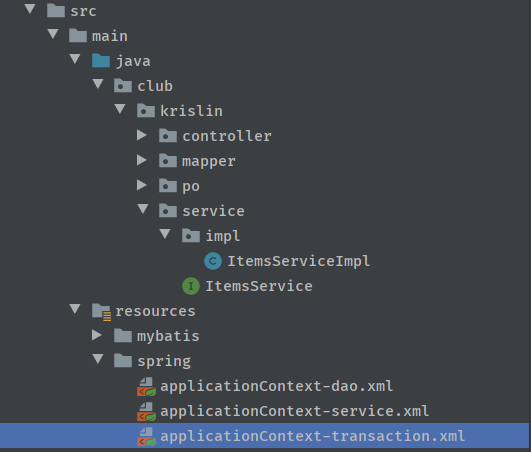 src
main
java
club
krislin
controller
mapper
po
service
impl
C ItemsServiceImpl
I ItemsService
resources
mybatis
spring
applicationContext-dao.xml
applicationContext-service.xml
applicationContext-transaction.xml